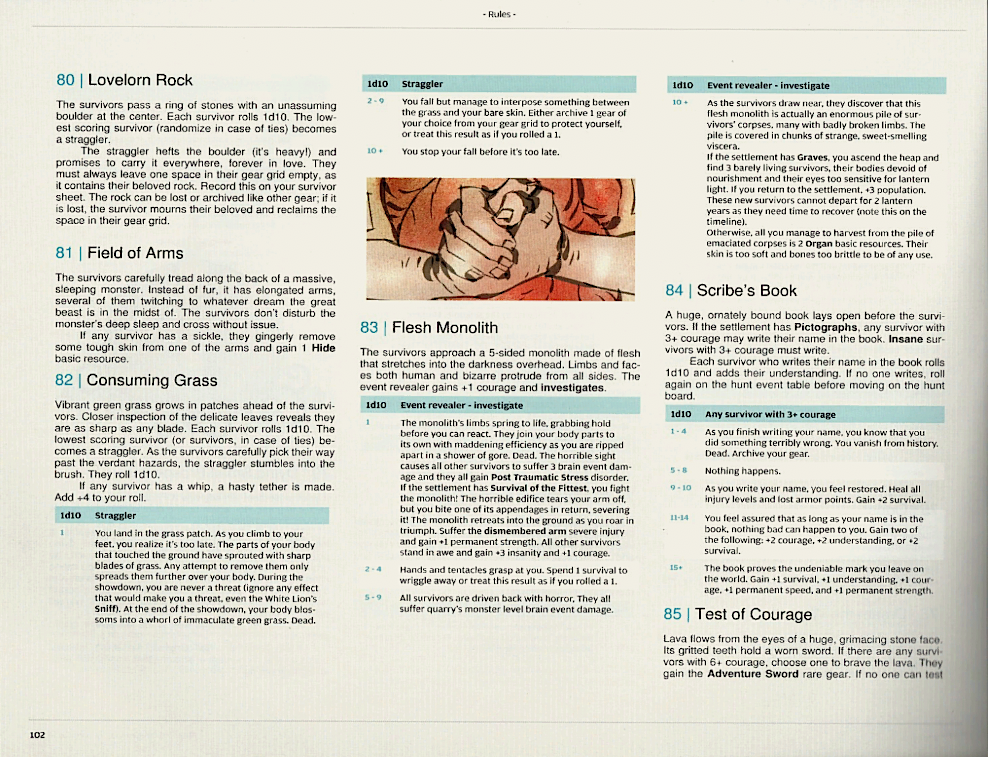 - Rules -
80 | Lovelorn Rock
The survivors pass a ring of stones with an unassuming
boulder at the center. Each survivor rolls 1d10. The low-
est scoring survivor (randomize in case of ties) becomes
a straggler.
The straggler hefts the boulder (it's heavy!) and
promises to carry it everywhere, forever in love. They
must always leave one space in their gear grid empty, as
it contains their beloved rock. Record this on your survivor
sheet. The rock can be lost or archived like other gear; if it
is lost, the survivor mourns their beloved and reclaims the
space in their gear grid.
81 | Field of Arms
The survivors carefully tread along the back of a massive,
sleeping monster. Instead of fur, it has elongated arms,
several of them twitching to whatever dream the great
beast is in the midst of. The survivors don't disturb the
monster's deep sleep and cross without issue.
If any survivor has a sickle, they gingerly remove
some tough skin from one of the arms and gain 1 Hide
basic resource.
82 | Consuming Grass
Vibrant green grass grows in patches ahead of the survi-
vors. Closer inspection of the delicate leaves reveals they
are as sharp as any blade. Each survivor rolls 1d10. The
lowest scoring survivor (or survivors, in case of ties) be-
comes a straggler. As the survivors carefully pick their way
past the verdant hazards, the straggler stumbles into the
brush. They roll 1d10.
If any survivor has a whip, a hasty tether is made.
Add +4 to your roll.
1d10 Straggler
1 You land in the grass patch. As you climb to your
feet, you realize it's too late. The parts of your body
that touched the ground have sprouted with sharp
blades of grass. Any attempt to remove them only
spreads them further over your body. During the
showdown, you are never a threat (ignore any effect
that would make you a threat, even the White Lion's
Sniff). At the end of the showdown, your body blos-
soms into a whorl of immaculate green grass. Dead.
1d10 Straggler
2 - 9 You fall but manage to interpose something between
the grass and your bare skin. Either archive 1 gear of
your choice from your gear grid to protect yourself,
or treat this result as if you rolled a 1.
10 + You stop your fall before it's too late.
83 | Flesh Monolith
The survivors approach a 5-sided monolith made of flesh
that stretches into the darkness overhead. Limbs and fac-
es both human and bizarre protrude from all sides. The
event revealer gains +1 courage and investigates.
1d10 Event revealer - investigate
1 The monolith's limbs spring to life, grabbing hold
before you can react. They join your body parts to
its own with maddening efficiency as you are ripped
apart in a shower of gore. Dead. The horrible sight
causes all other survivors to suffer 3 brain event dam-
age and they all gain Post Traumatic Stress disorder.
If the settlement has Survival of the Fittest, you fight
the monolith! The horrible edifice tears your arm off,
but you bite one of its appendages in return, severing
it! The monolith retreats into the ground as you roar in
triumph. Suffer the dismembered arm severe injury
and gain +1 permanent strength. All other survivors
stand in awe and gain +3 insanity and +1 courage.
2 - 4 Hands and tentacles grasp at you. Spend 1 survival to
wriggle away or treat this result as if you rolled a 1.
5 - 9 All survivors are driven back with horror. They all
suffer quarry's monster level brain event damage.
1d10 Event revealer - investigate
10 + As the survivors draw near, they discover that this
flesh monolith is actually an enormous pile of sur-
vivors' corpses, many with badly broken limbs. The
pile is covered in chunks of strange, sweet-smelling
viscera.
If the settlement has Graves, you ascend the heap and
find 3 barely living survivors, their bodies devoid of
nourishment and their eyes too sensitive for lantern
light. If you return to the settlement, +3 population.
These new survivors cannot depart for 2 lantern
years as they need time to recover (note this on the
timeline).
Otherwise, all you manage to harvest from the pile of
emaciated corpses is 2 Organ basic resources. Their
skin is too soft and bones too brittle to be of any use.
84 | Scribe's Book
A huge, ornately bound book lays open before the survi-
vors. If the settlement has Pictographs, any survivor with
3+ courage may write their name in the book. Insane sur-
vivors with 3+ courage must write.
Each survivor who writes their name in the book rolls
1d10 and adds their understanding. If no one writes, roll
again on the hunt event table before moving on the hunt
board.
1d10 Any survivor with 3+ courage
1 - 4 As you finish writing your name, you know that you
did something terribly wrong. You vanish from history.
Dead. Archive your gear.
5 - 8 Nothing happens.
9 - 10 As you write your name, you feel restored. Heal all
injury levels and lost armor points. Gain +2 survival.
11-14 You feel assured that as long as your name is in the
book, nothing bad can happen to you. Gain two of
the following: +2 courage, +2 understanding, or +2
survival.
15+ The book proves the undeniable mark you leave on
the world. Gain +1 survival, +1 understanding, +1 cour-
age, +1 permanent speed, and +1 permanent strength.
85 | Test of Courage
Lava flows from the eyes of a huge, grimacing stone face.
Its gritted teeth hold a worn sword. If there are any survi-
vors with 6+ courage, choose one to brave the lava. They
gain the Adventure Sword rare gear. If no one can test
102